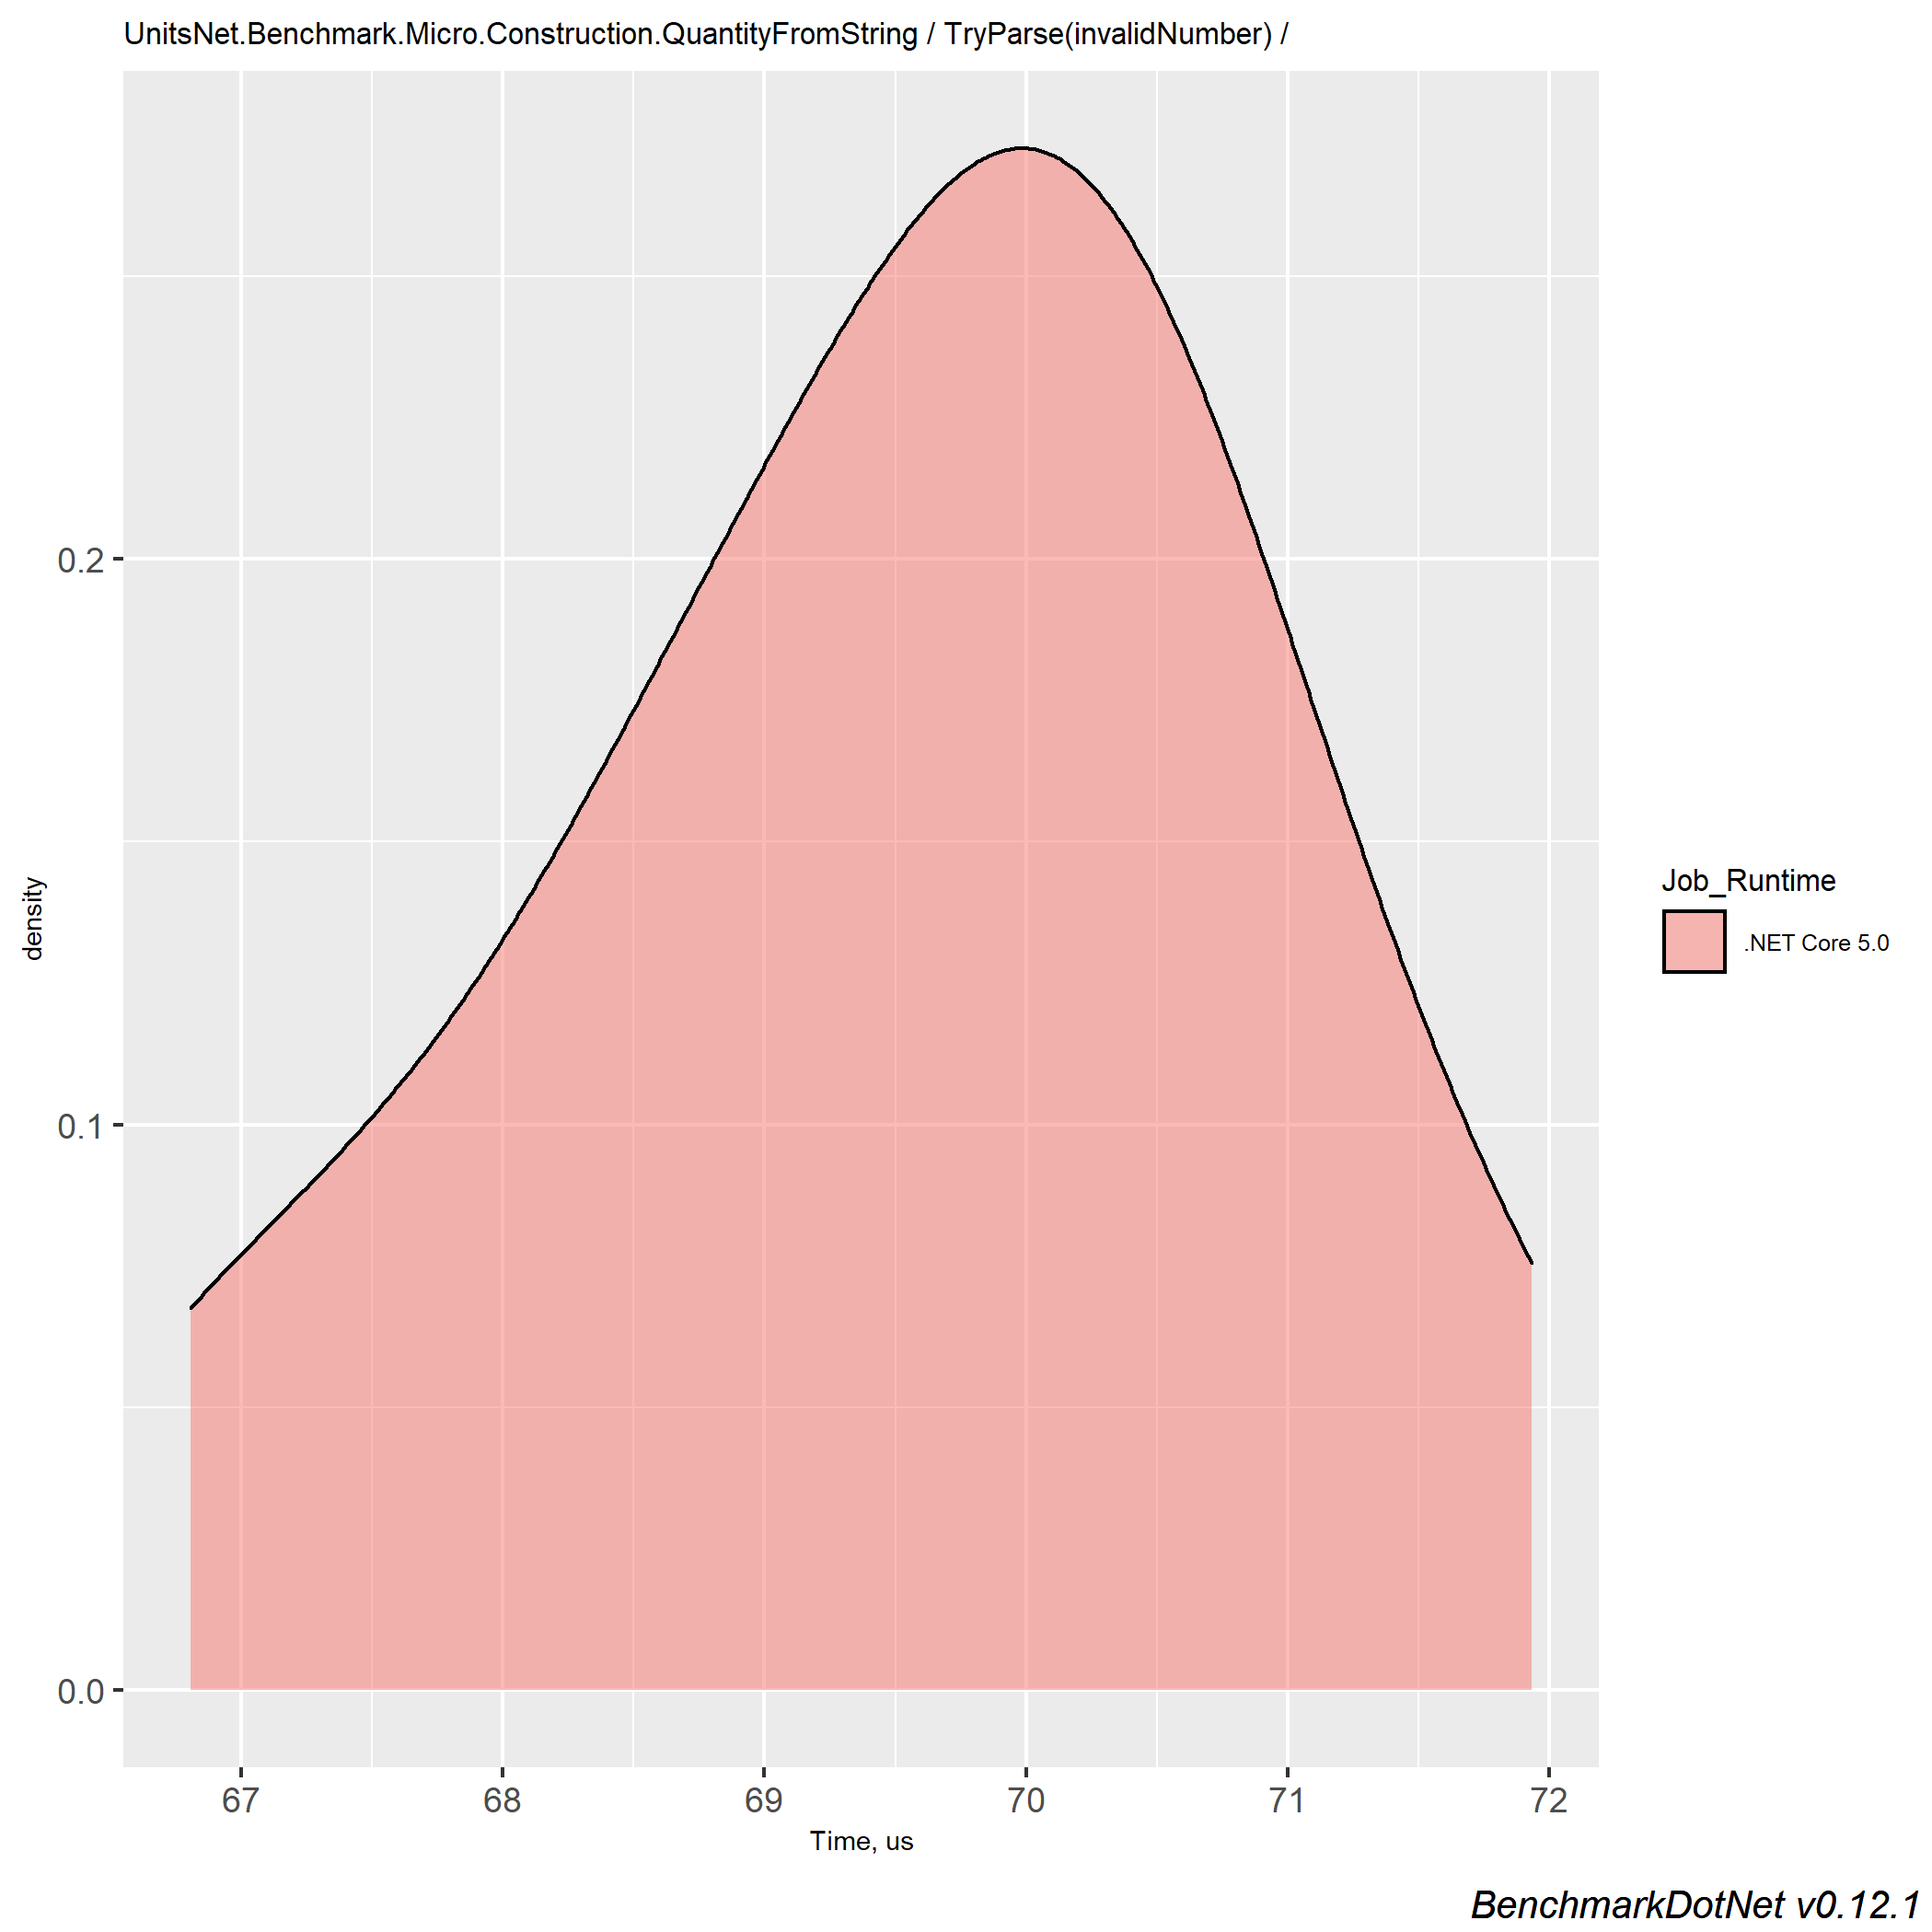 UnitsNet.Benchmark.Micro.Construction.QuantityFromString / TryParse(invalidNumber) /
density
0.2
0.1
0.0
67 68 69 70 71 72
Time, us
Job_Runtime
.NET Core 5.0
BenchmarkDotNet v0.12.1